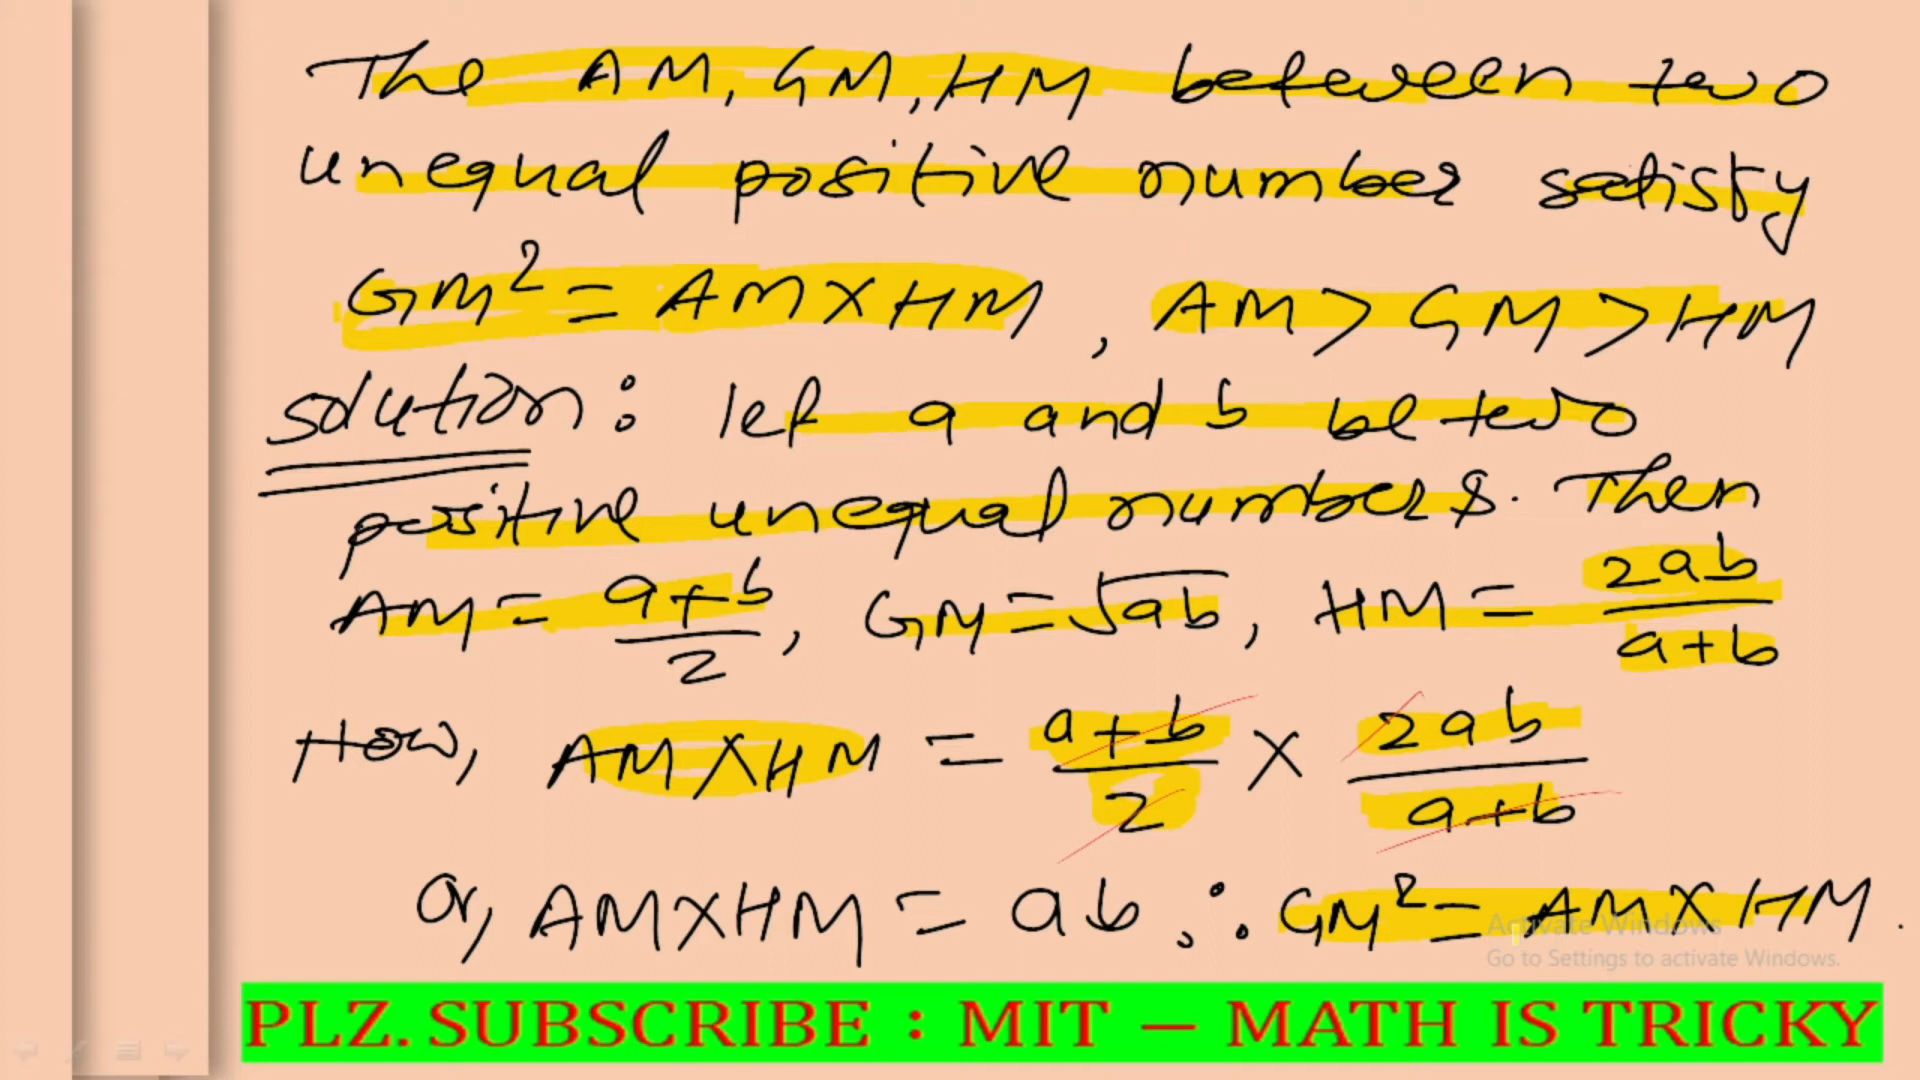 The AM, GM, HM between two
unequal positive number satisfy
GM² = AM×HM, AM > GM > HM
Solution: let a and b be two
positive unequal numbers. Then
AM = a+b/2, GM = √ab, HM = 2ab/a+b
Now, AM×HM = a+b/2 × 2ab/a+b
Or, AM×HM = ab ∴ GM² = AM×HM.
Activate Windows
Go to Settings to activate Windows.
PLZ. SUBSCRIBE : MIT – MATH IS TRICKY